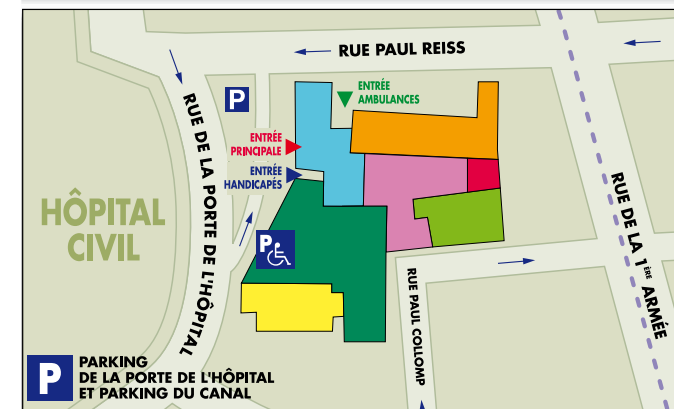 RUE PAUL REISS
P
ENTRÉE
AMBULANCES
ENTRÉE
PRINCIPALE
ENTRÉE
HANDICAPÉS
RUE DE LA PORTE DE L'HÔPITAL
HÔPITAL
CIVIL
P
RUE DE LA 1ÈRE ARMÉE
RUE PAUL COLLOMP
P
PARKING
DE LA PORTE DE L'HÔPITAL
ET PARKING DU CANAL